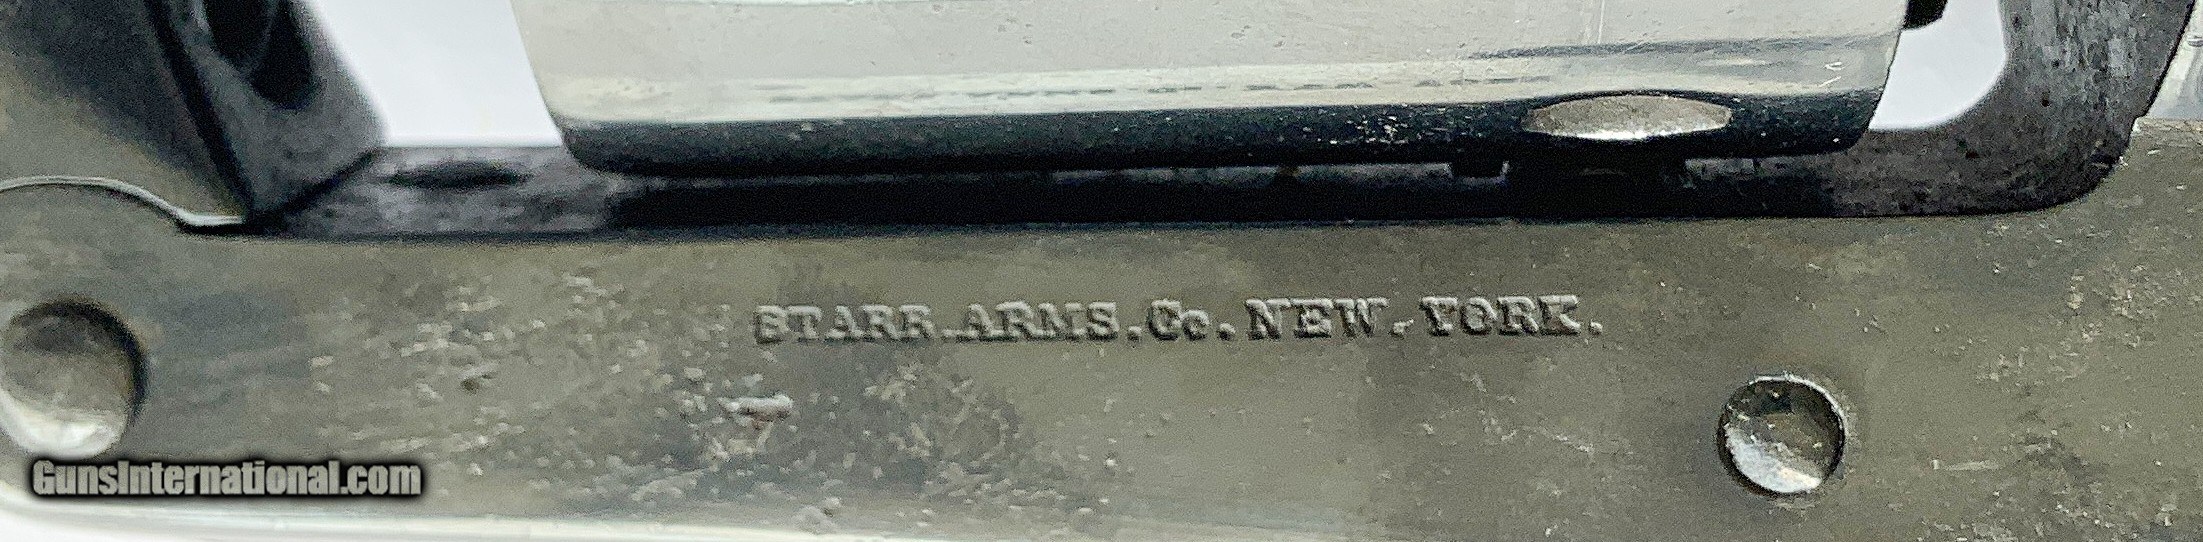 STARR.ARMS.Co.NEW.YORK.
GunsInternational.com